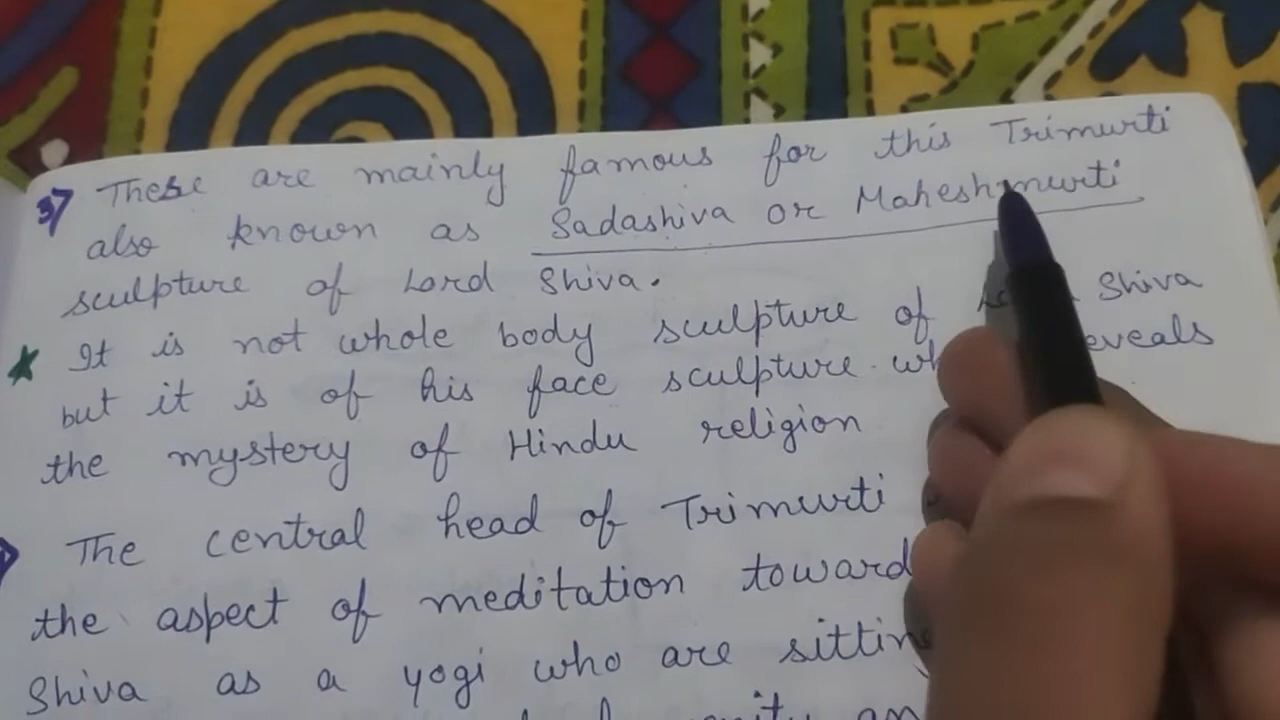 3) These are mainly famous for this Trimurti
also known as Sadashiva or Maheshmurti
sculpture of Lord Shiva.
It is not whole body sculpture of Shiva
but it is of his face sculpture
the mystery of Hindu religion
The central head of Trimurti
the aspect of meditation
Shiva as a yogi who are